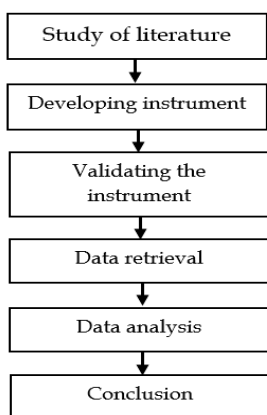 Study of literature
Developing instrument
Validating the
instrument
Data retrieval
Data analysis
Conclusion